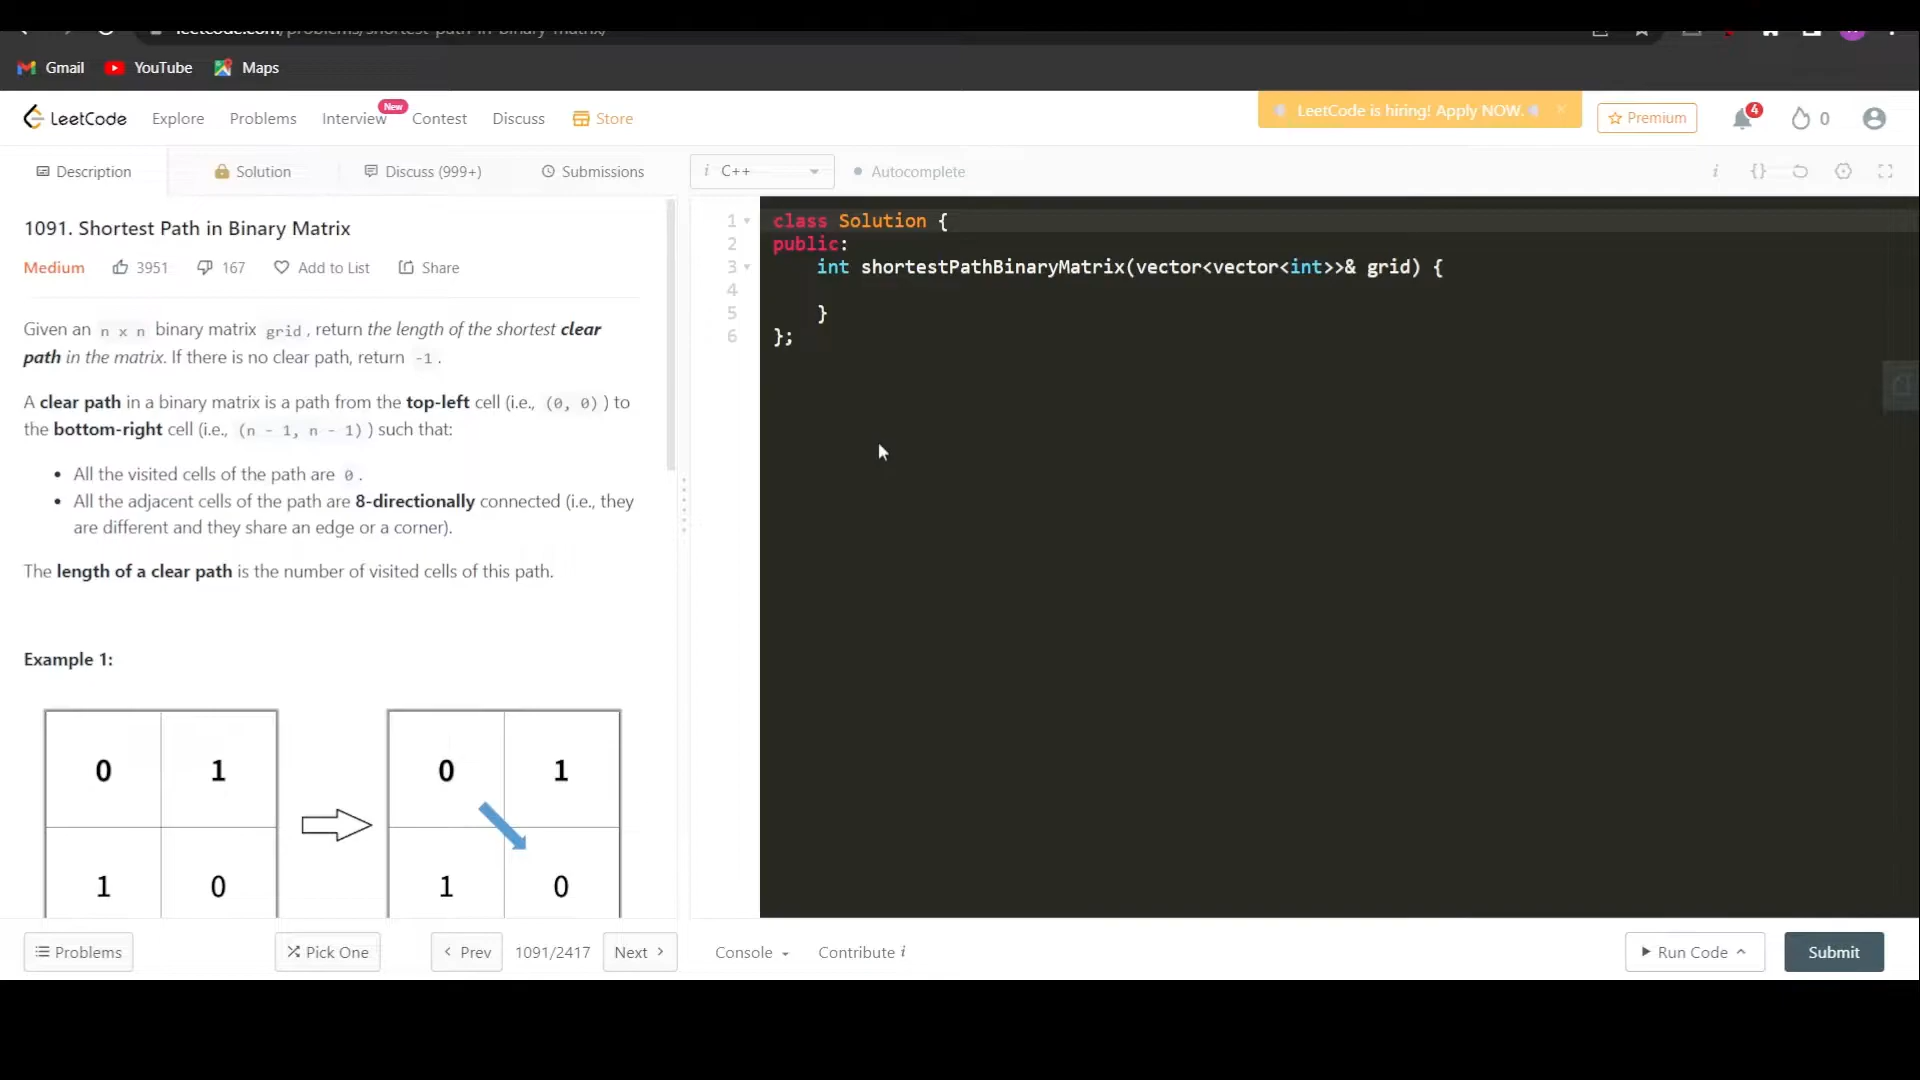 leetcode.com/problems/shortest-path-in-binary-matrix/
Gmail YouTube Maps
LeetCode Explore Problems Interview New Contest Discuss Store LeetCode is hiring! Apply NOW. Premium 4 0
Description Solution Discuss (999+) Submissions i C++ Autocomplete i {}
1091. Shortest Path in Binary Matrix
Medium 3951 167 Add to List Share
Given an n x n binary matrix grid, return the length of the shortest clear
path in the matrix. If there is no clear path, return -1.
A clear path in a binary matrix is a path from the top-left cell (i.e., (0, 0)) to
the bottom-right cell (i.e., (n - 1, n - 1)) such that:
• All the visited cells of the path are 0.
• All the adjacent cells of the path are 8-directionally connected (i.e., they
are different and they share an edge or a corner).
The length of a clear path is the number of visited cells of this path.
Example 1:
0 1 0 1
1 0 1 0
1 class Solution {
2 public:
3 int shortestPathBinaryMatrix(vector<vector<int>>& grid) {
4
5 }
6 };
Problems Pick One < Prev 1091/2417 Next > Console Contribute i Run Code Submit